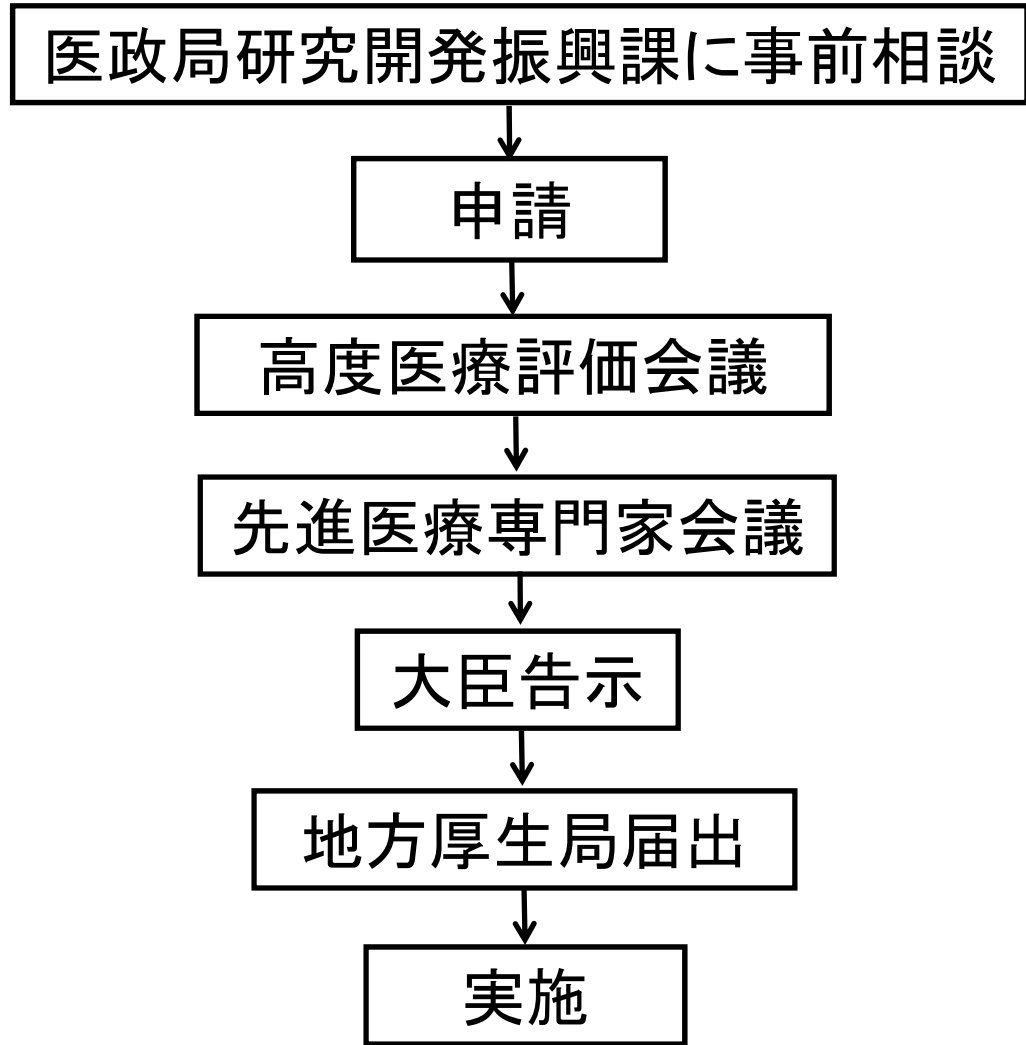 医政局研究開発振興課に事前相談
申請
高度医療評価会議
先進医療専門家会議
大臣告示
地方厚生局届出
実施